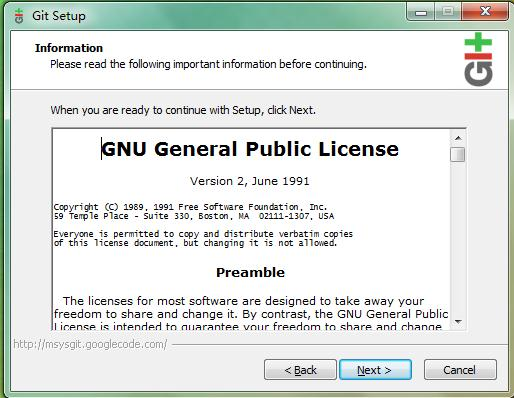 Git Setup
Information
Please read the following important information before continuing.
git
When you are ready to continue with Setup, click Next.
GNU General Public License
Version 2, June 1991
Copyright (C) 1989, 1991 Free Software Foundation, Inc.
59 Temple Place - Suite 330, Boston, MA  02111-1307, USA
Everyone is permitted to copy and distribute verbatim copies
of this license document, but changing it is not allowed.
Preamble
The licenses for most software are designed to take away your
freedom to share and change it. By contrast, the GNU General Public
License is intended to guarantee your freedom to share and change
http://msysgit.googlecode.com/
< Back
Next >
Cancel